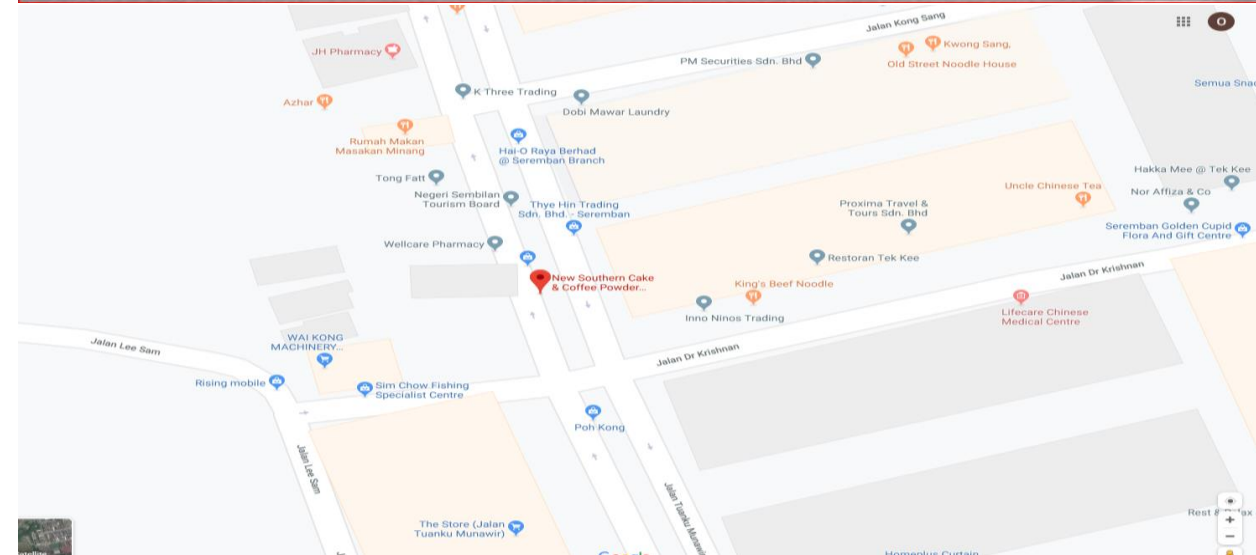 Jalan Kong Sang
O
JH Pharmacy
PM Securities Sdn. Bhd
Kwong Sang,
Old Street Noodle House
Semua Snac
K Three Trading
Azhar
Dobi Mawar Laundry
Rumah Makan
Masakan Minang
Hai-O Raya Berhad
@ Seremban Branch
Tong Fatt
Hakka Mee @ Tek Kee
Negeri Sembilan
Tourism Board
Thye Hin Trading
Sdn. Bhd. - Seremban
Uncle Chinese Tea
Nor Affiza & Co
Proxima Travel &
Tours Sdn. Bhd
Seremban Golden Cupid
Flora And Gift Centre
Wellcare Pharmacy
Restoran Tek Kee
Jalan Dr Krishnan
New Southern Cake
& Coffee Powder...
King's Beef Noodle
Inno Ninos Trading
Lifecare Chinese
Medical Centre
Jalan Lee Sam
WAI KONG
MACHINERY...
Jalan Dr Krishnan
Rising mobile
Sim Chow Fishing
Specialist Centre
Poh Kong
Jalan Lee Sam
Jalan Tuanku Munawir
The Store (Jalan
Tuanku Munawir)
Rest
Homeplus Curtain